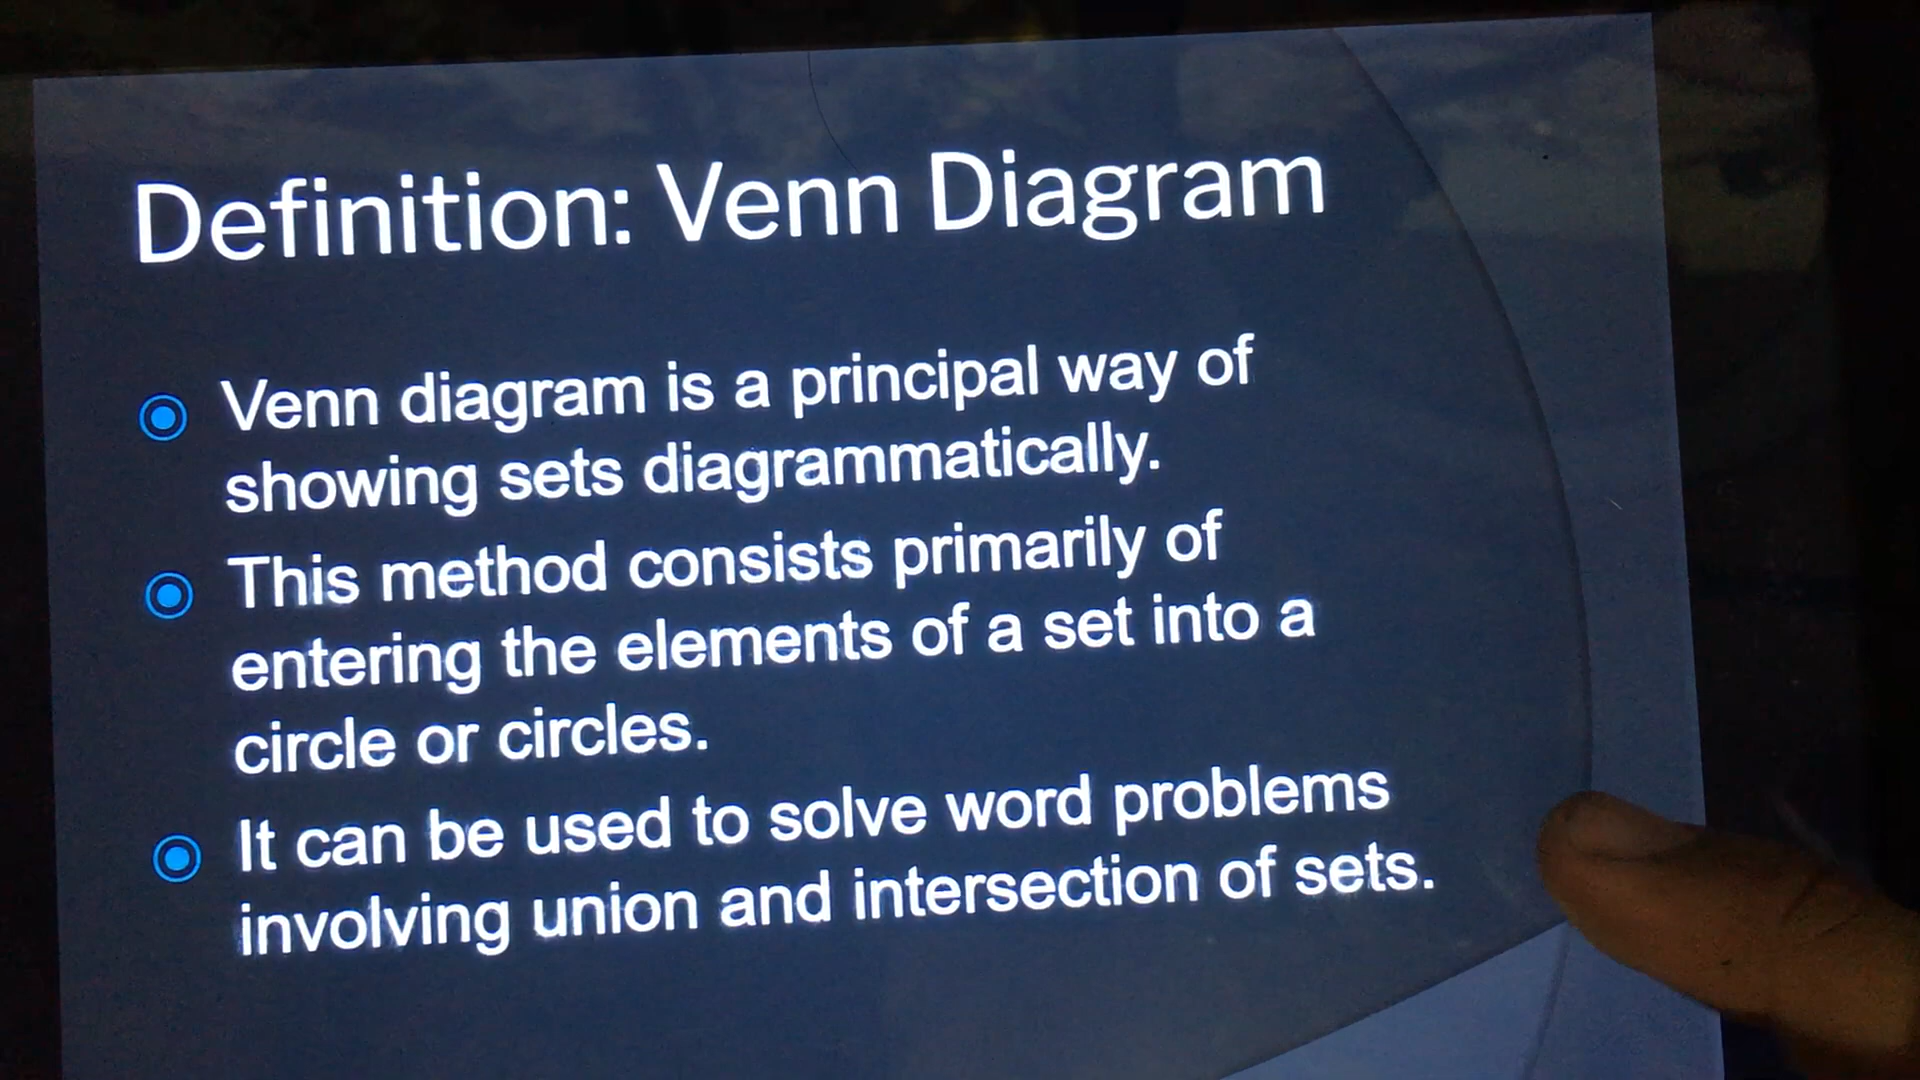 Definition: Venn Diagram
Venn diagram is a principal way of
showing sets diagrammatically.
This method consists primarily of
entering the elements of a set into a
circle or circles.
It can be used to solve word problems
involving union and intersection of sets.